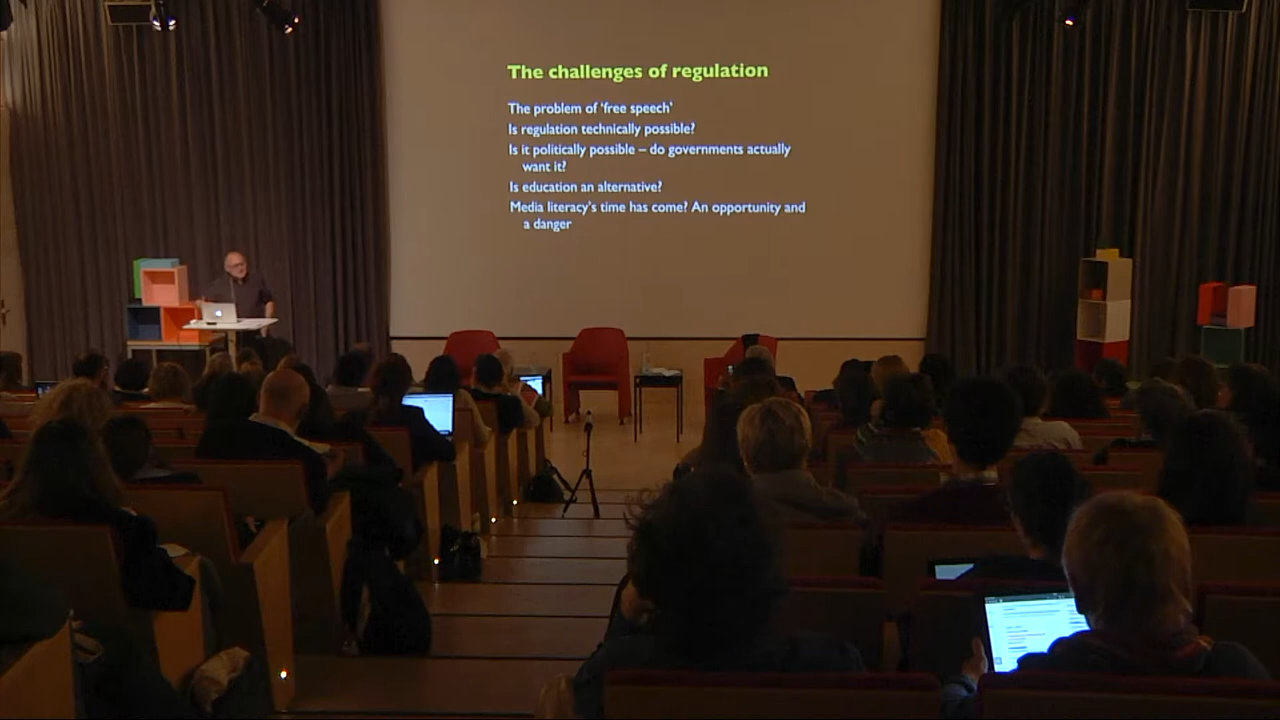 The challenges of regulation
The problem of 'free speech'
Is regulation technically possible?
Is it politically possible – do governments actually
want it?
Is education an alternative?
Media literacy's time has come? An opportunity and
a danger